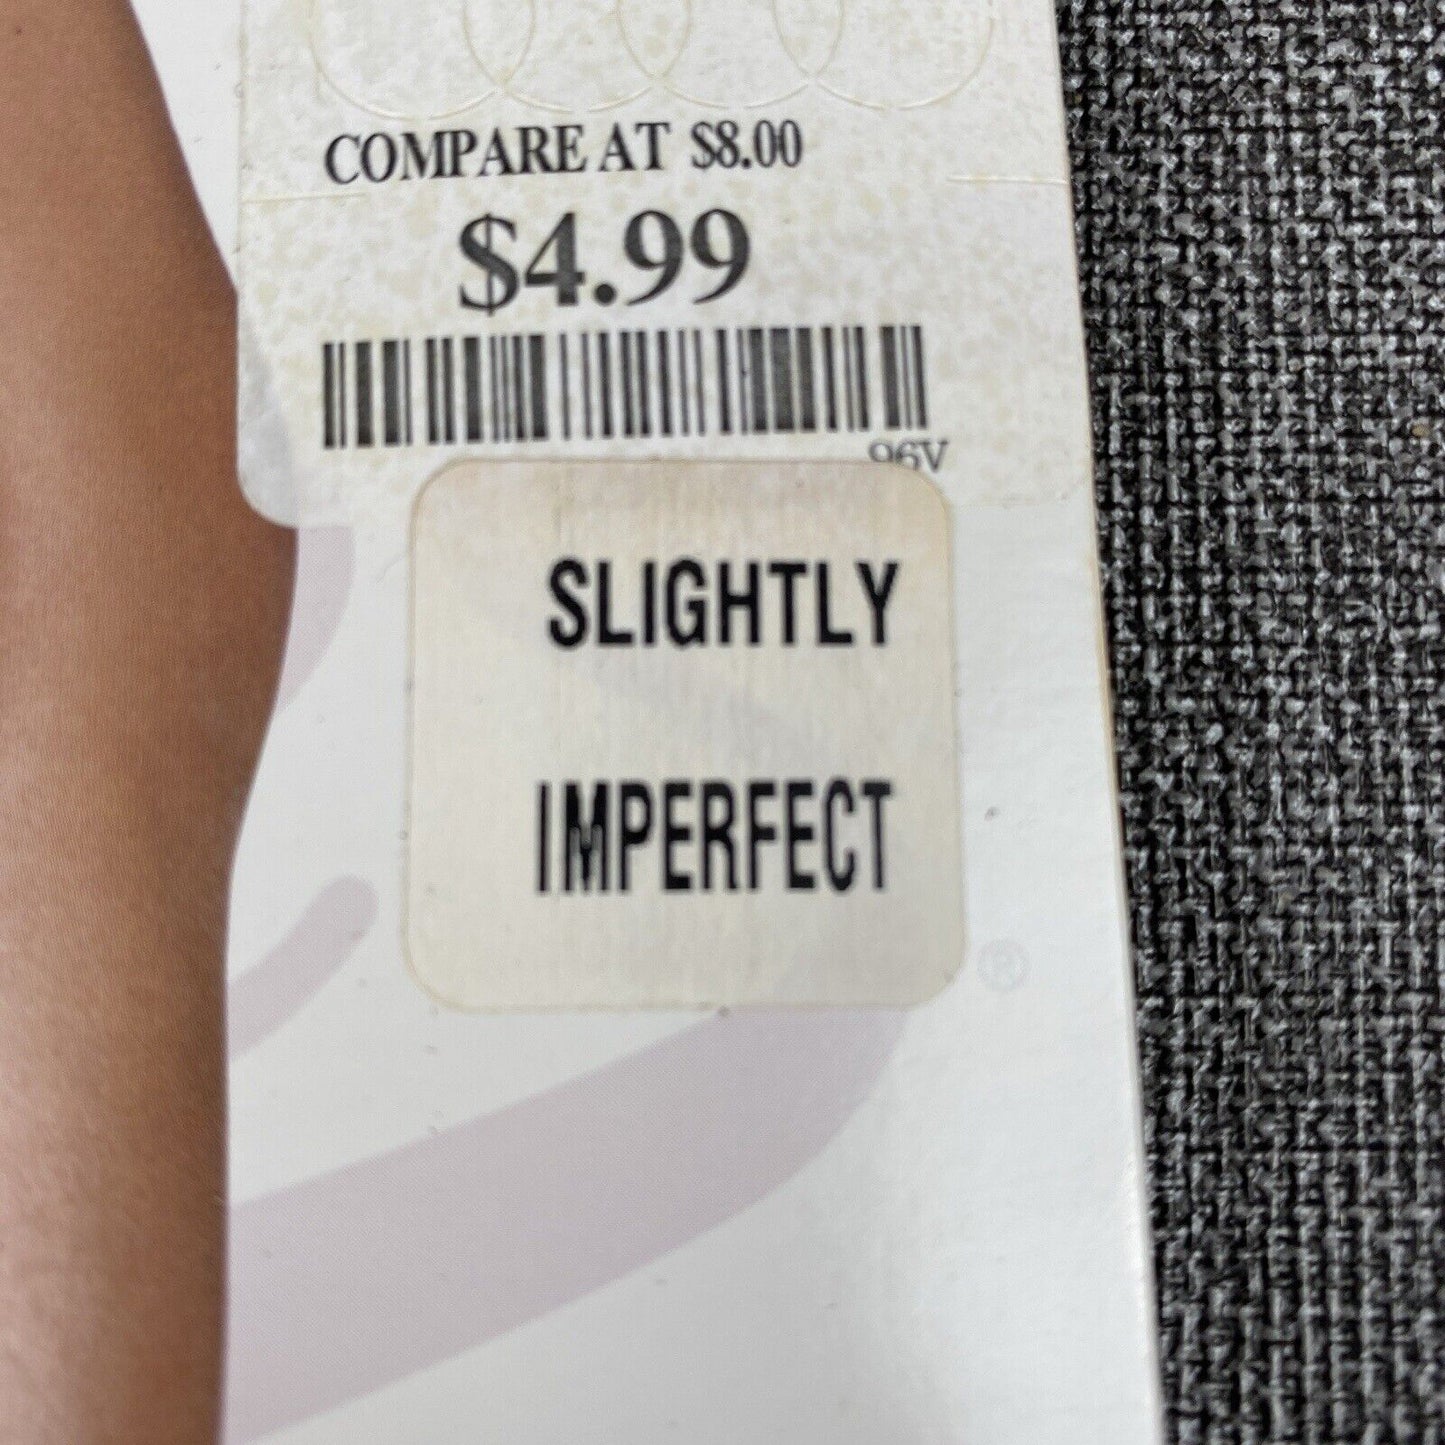 COMPARE AT $8.00
$4.99
96V
SLIGHTLY
IMPERFECT
®